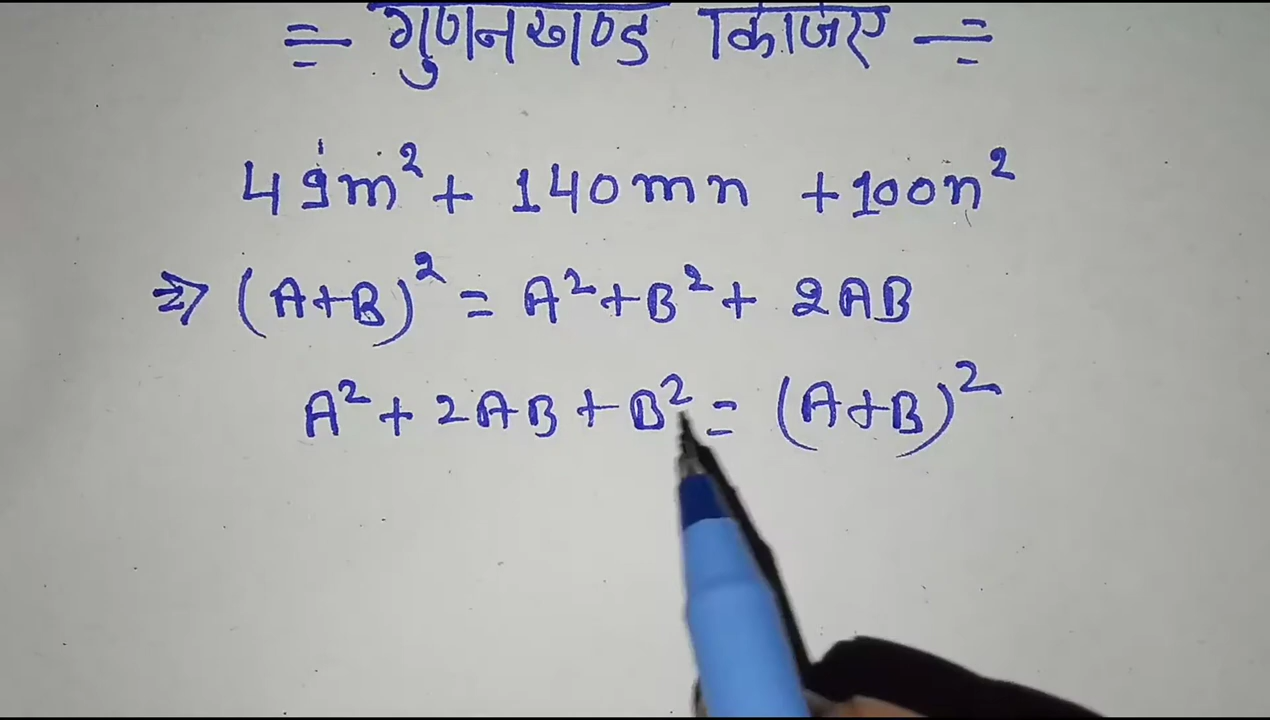 = गुणनखण्ड किजिए =
49m² + 140mn + 100n²
⇒ (A+B)² = A² + B² + 2AB
A² + 2AB + B² = (A+B)²